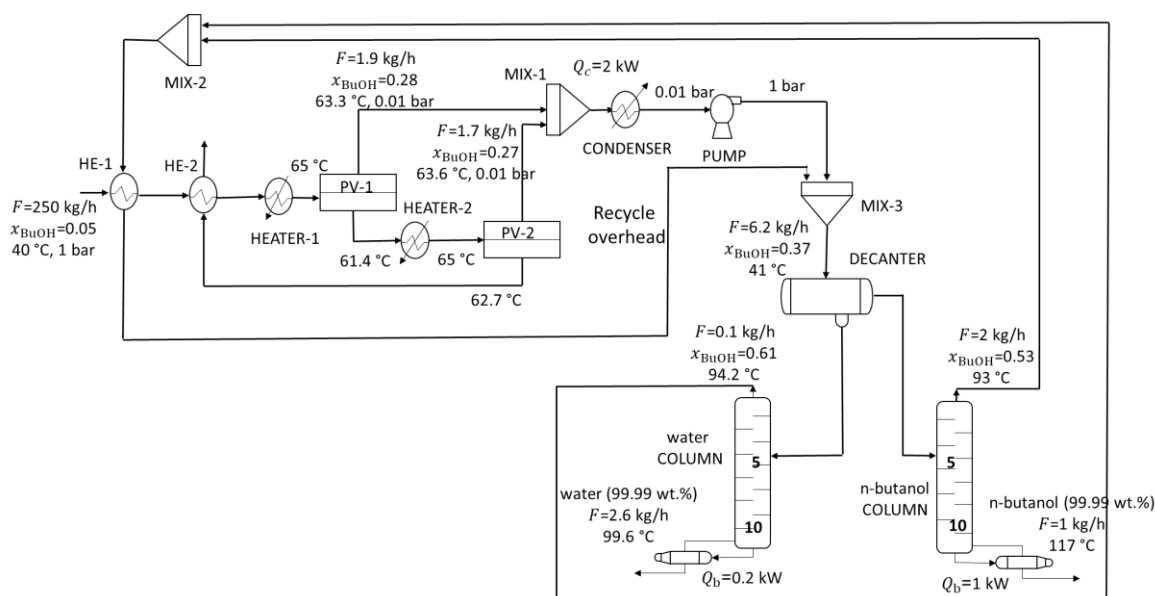 MIX-2
F=1.9 kg/h
x_BuOH=0.28
63.3 °C, 0.01 bar
MIX-1
Q_c=2 kW
0.01 bar
1 bar
CONDENSER
PUMP
F=1.7 kg/h
x_BuOH=0.27
63.6 °C, 0.01 bar
HE-1
HE-2
65 °C
PV-1
HEATER-1
HEATER-2
PV-2
61.4 °C
65 °C
62.7 °C
F=250 kg/h
x_BuOH=0.05
40 °C, 1 bar
Recycle
overhead
MIX-3
F=6.2 kg/h
x_BuOH=0.37
41 °C
DECANTER
F=0.1 kg/h
x_BuOH=0.61
94.2 °C
F=2 kg/h
x_BuOH=0.53
93 °C
water
COLUMN
5
10
water (99.99 wt.%)
F=2.6 kg/h
99.6 °C
Q_b=0.2 kW
n-butanol
COLUMN
5
10
n-butanol (99.99 wt.%)
F=1 kg/h
117 °C
Q_b=1 kW